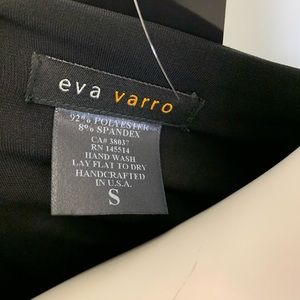 eva varro
92% POLYESTER
8% SPANDEX
CA# 38037
RN 145514
HAND WASH
LAY FLAT TO DRY
HANDCRAFTED
IN U.S.A.
S